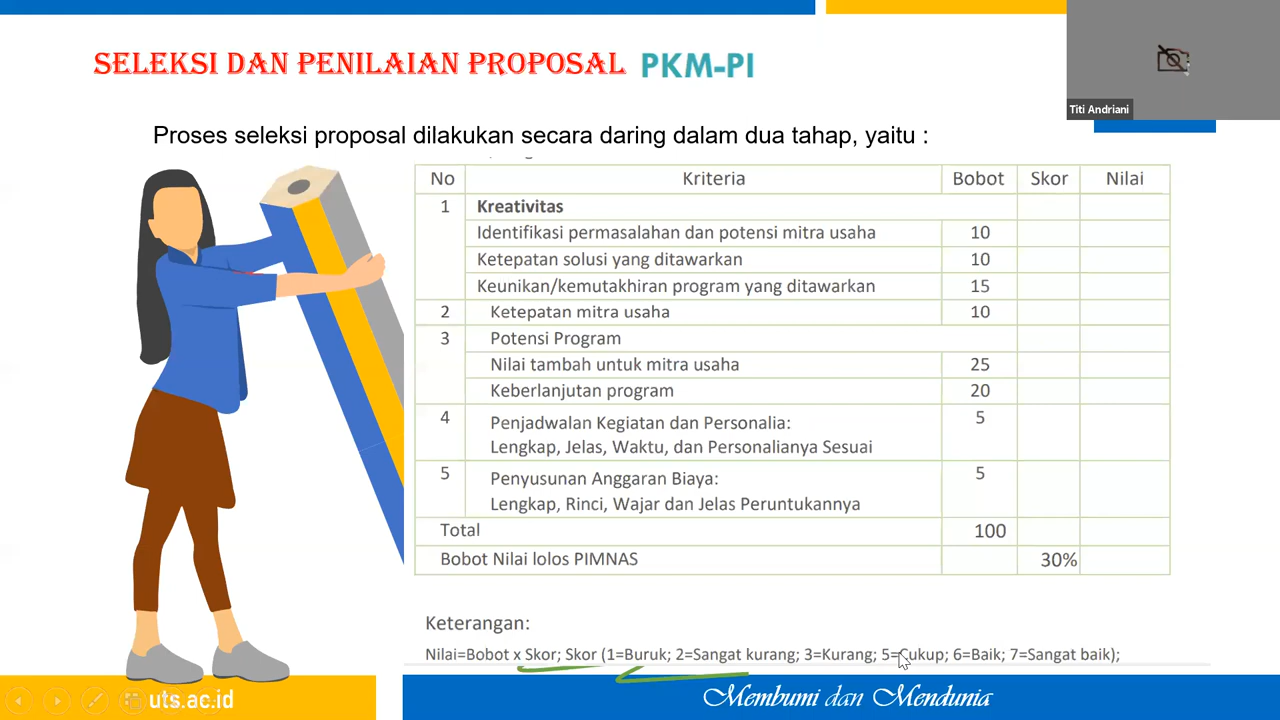 SELEKSI DAN PENILAIAN PROPOSAL PKM-PI
Titi Andriani
Proses seleksi proposal dilakukan secara daring dalam dua tahap, yaitu :
No Kriteria Bobot Skor Nilai
1 Kreativitas
Identifikasi permasalahan dan potensi mitra usaha 10
Ketepatan solusi yang ditawarkan 10
Keunikan/kemutakhiran program yang ditawarkan 15
2 Ketepatan mitra usaha 10
3 Potensi Program
Nilai tambah untuk mitra usaha 25
Keberlanjutan program 20
4 Penjadwalan Kegiatan dan Personalia: 5
Lengkap, Jelas, Waktu, dan Personalianya Sesuai
5 Penyusunan Anggaran Biaya: 5
Lengkap, Rinci, Wajar dan Jelas Peruntukannya
Total 100
Bobot Nilai lolos PIMNAS 30%
Keterangan:
Nilai=Bobot x Skor; Skor (1=Buruk; 2=Sangat kurang; 3=Kurang; 5=Cukup; 6=Baik; 7=Sangat baik);
uts.ac.id
Membumi dan Mendunia